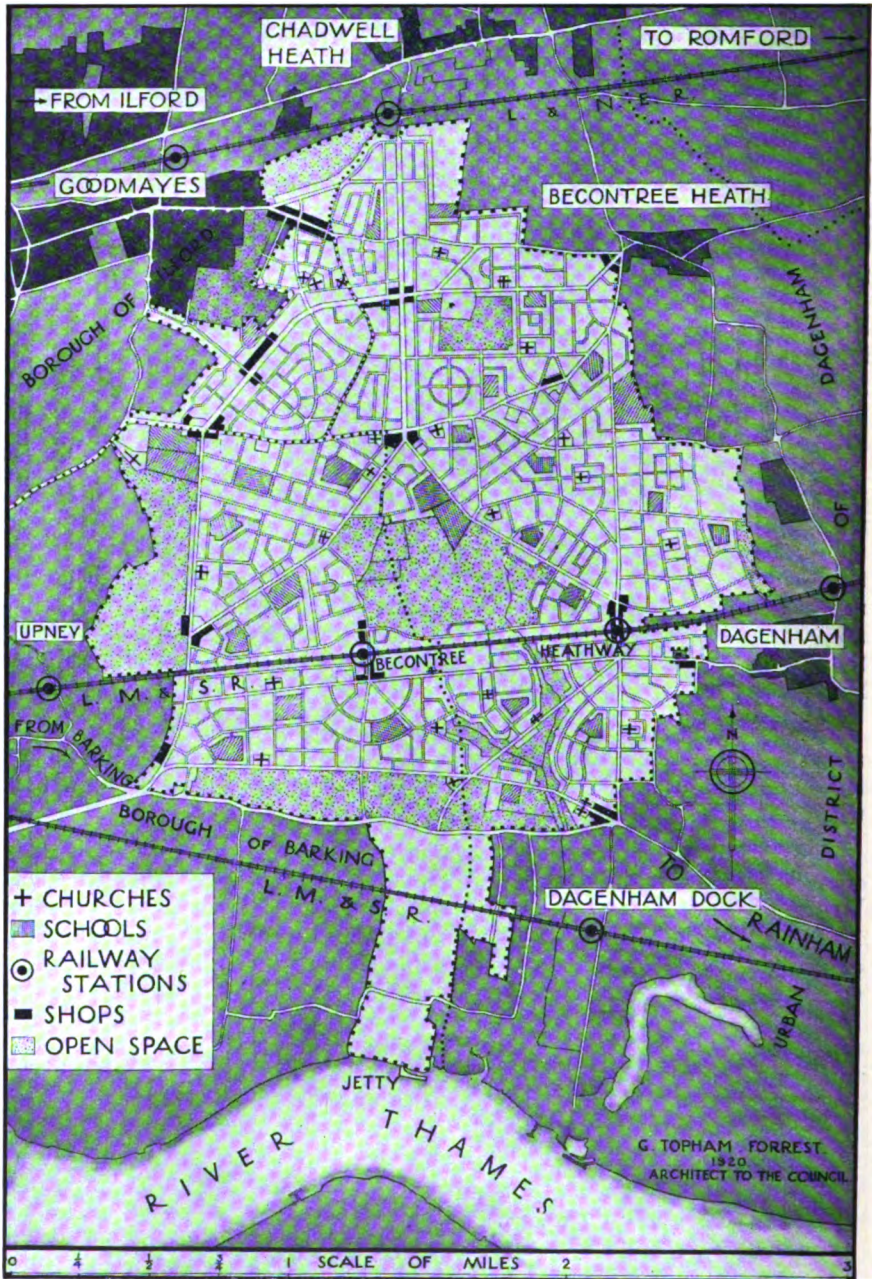 CHADWELL
HEATH
TO ROMFORD
FROM ILFORD
L. & N.E.R.
GOODMAYES
BECONTREE HEATH
BOROUGH OF ILFORD
DAGENHAM
OF
UPNEY
BECONTREE
HEATHWAY
DAGENHAM
L. M. & S. R.
FROM BARKING
N
DISTRICT
BOROUGH OF BARKING
L. M. & S. R.
TO RAINHAM
DAGENHAM DOCK
CHURCHES
SCHOOLS
RAILWAY
STATIONS
SHOPS
OPEN SPACE
URBAN
JETTY
RIVER THAMES
G. TOPHAM FORREST
1920
ARCHITECT TO THE COUNCIL
0 ¼ ½ ¾ 1 SCALE OF MILES 2 3